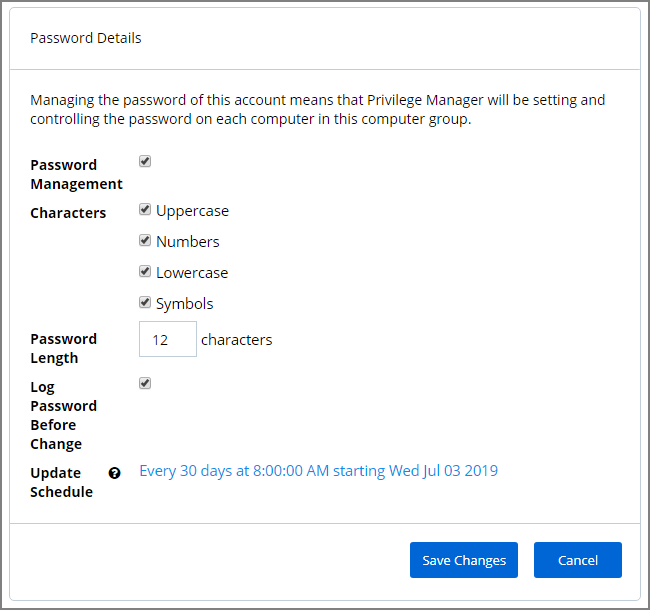 Password Details
Managing the password of this account means that Privilege Manager will be setting and
controlling the password on each computer in this computer group.
Password
Management
Characters
Uppercase
Numbers
Lowercase
Symbols
Password
Length
12 characters
Log
Password
Before
Change
Update
Schedule
? Every 30 days at 8:00:00 AM starting Wed Jul 03 2019
Save Changes
Cancel